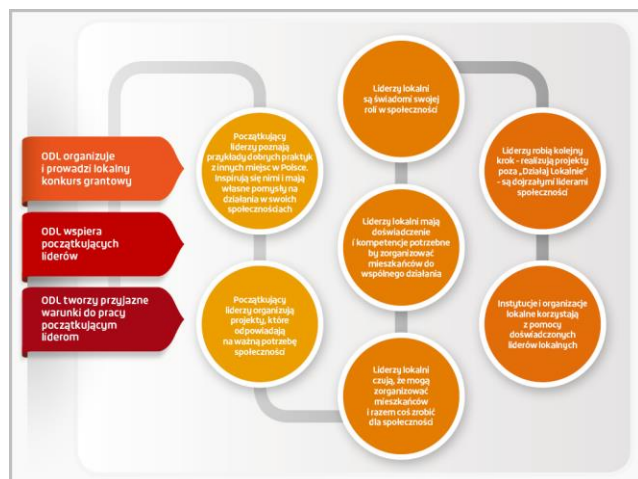 ODL organizuje
i prowadzi lokalny
konkurs grantowy
ODL wspiera
początkujących
liderów
ODL tworzy przyjazne
warunki do pracy
początkującym
liderom
Początkujący
liderzy poznają
przykłady dobrych praktyk
z innych miejsc w Polsce.
Inspirują się nimi i mają
własne pomysły na
działania w swoich
społecznościach
Początkujący
liderzy organizują
projekty, które
odpowiadają
na ważną potrzebę
społeczności
Liderzy lokalni
są świadomi swojej
roli w społeczności
Liderzy lokalni mają
doświadczenie
i kompetencje potrzebne
by zorganizować
mieszkańców do
wspólnego działania
Liderzy lokalni
czują, że mogą
zorganizować
mieszkańców
i razem coś zrobić
dla społeczności
Liderzy robią kolejny
krok - realizują projekty
poza „Działaj Lokalnie"
- są dojrzałymi liderami
społeczności
Instytucje i organizacje
lokalne korzystają
z pomocy
doświadczonych
liderów lokalnych